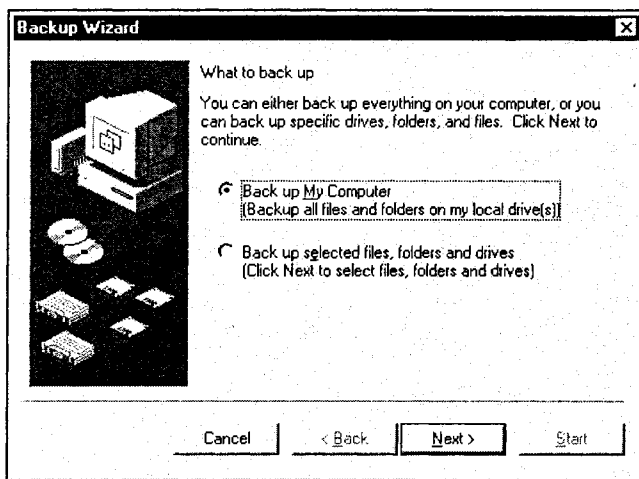 Backup Wizard
What to back up
You can either back up everything on your computer, or you
can back up specific drives, folders, and files. Click Next to
continue.
Back up My Computer
(Backup all files and folders on my local drive(s))
Back up selected files, folders and drives
(Click Next to select files, folders and drives)
Cancel
< Back
Next >
Start